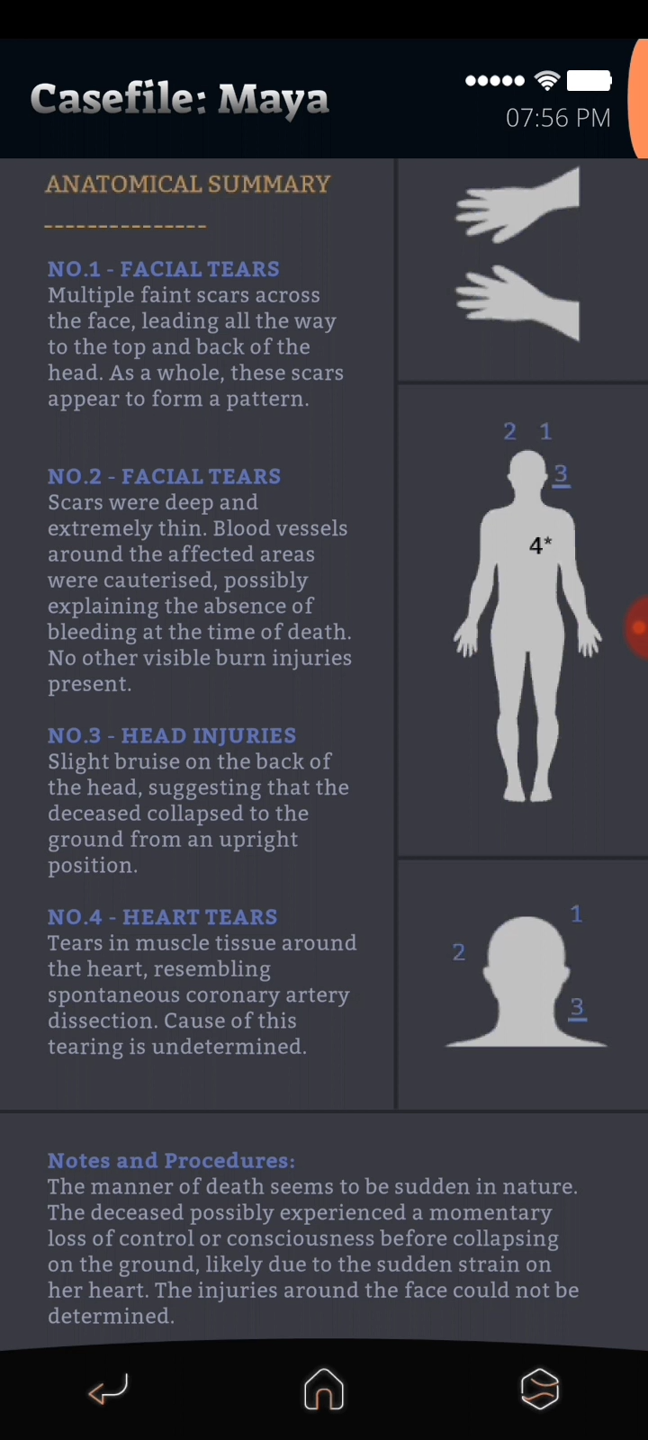 Casefile: Maya
07:56 PM
ANATOMICAL SUMMARY
---------------
NO.1 - FACIAL TEARS
Multiple faint scars across
the face, leading all the way
to the top and back of the
head. As a whole, these scars
appear to form a pattern.
NO.2 - FACIAL TEARS
Scars were deep and
extremely thin. Blood vessels
around the affected areas
were cauterised, possibly
explaining the absence of
bleeding at the time of death.
No other visible burn injuries
present.
NO.3 - HEAD INJURIES
Slight bruise on the back of
the head, suggesting that the
deceased collapsed to the
ground from an upright
position.
NO.4 - HEART TEARS
Tears in muscle tissue around
the heart, resembling
spontaneous coronary artery
dissection. Cause of this
tearing is undetermined.
2 1
3
4*
1
2
3
Notes and Procedures:
The manner of death seems to be sudden in nature.
The deceased possibly experienced a momentary
loss of control or consciousness before collapsing
on the ground, likely due to the sudden strain on
her heart. The injuries around the face could not be
determined.